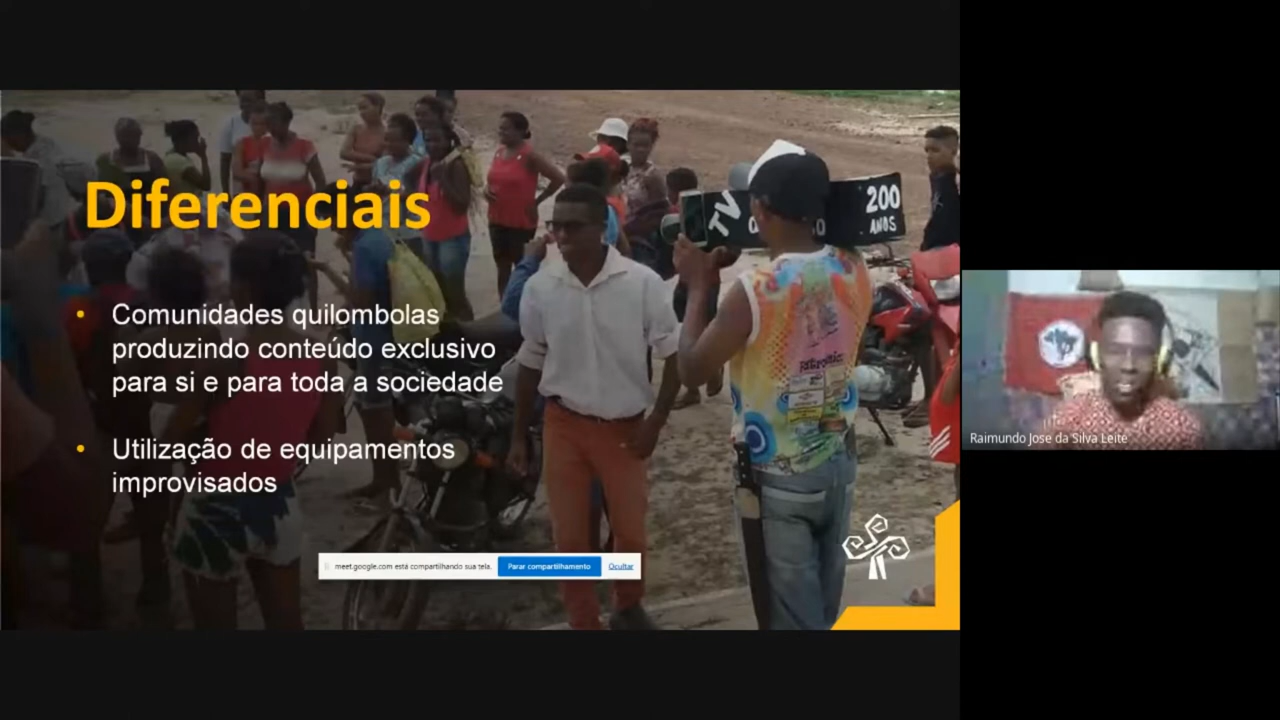 Diferenciais
• Comunidades quilombolas
produzindo conteúdo exclusivo
para si e para toda a sociedade
• Utilização de equipamentos
improvisados
TV
200
ANOS
meet.google.com está compartilhando sua tela.
Parar compartilhamento
Ocultar
Raimundo Jose da Silva Leite